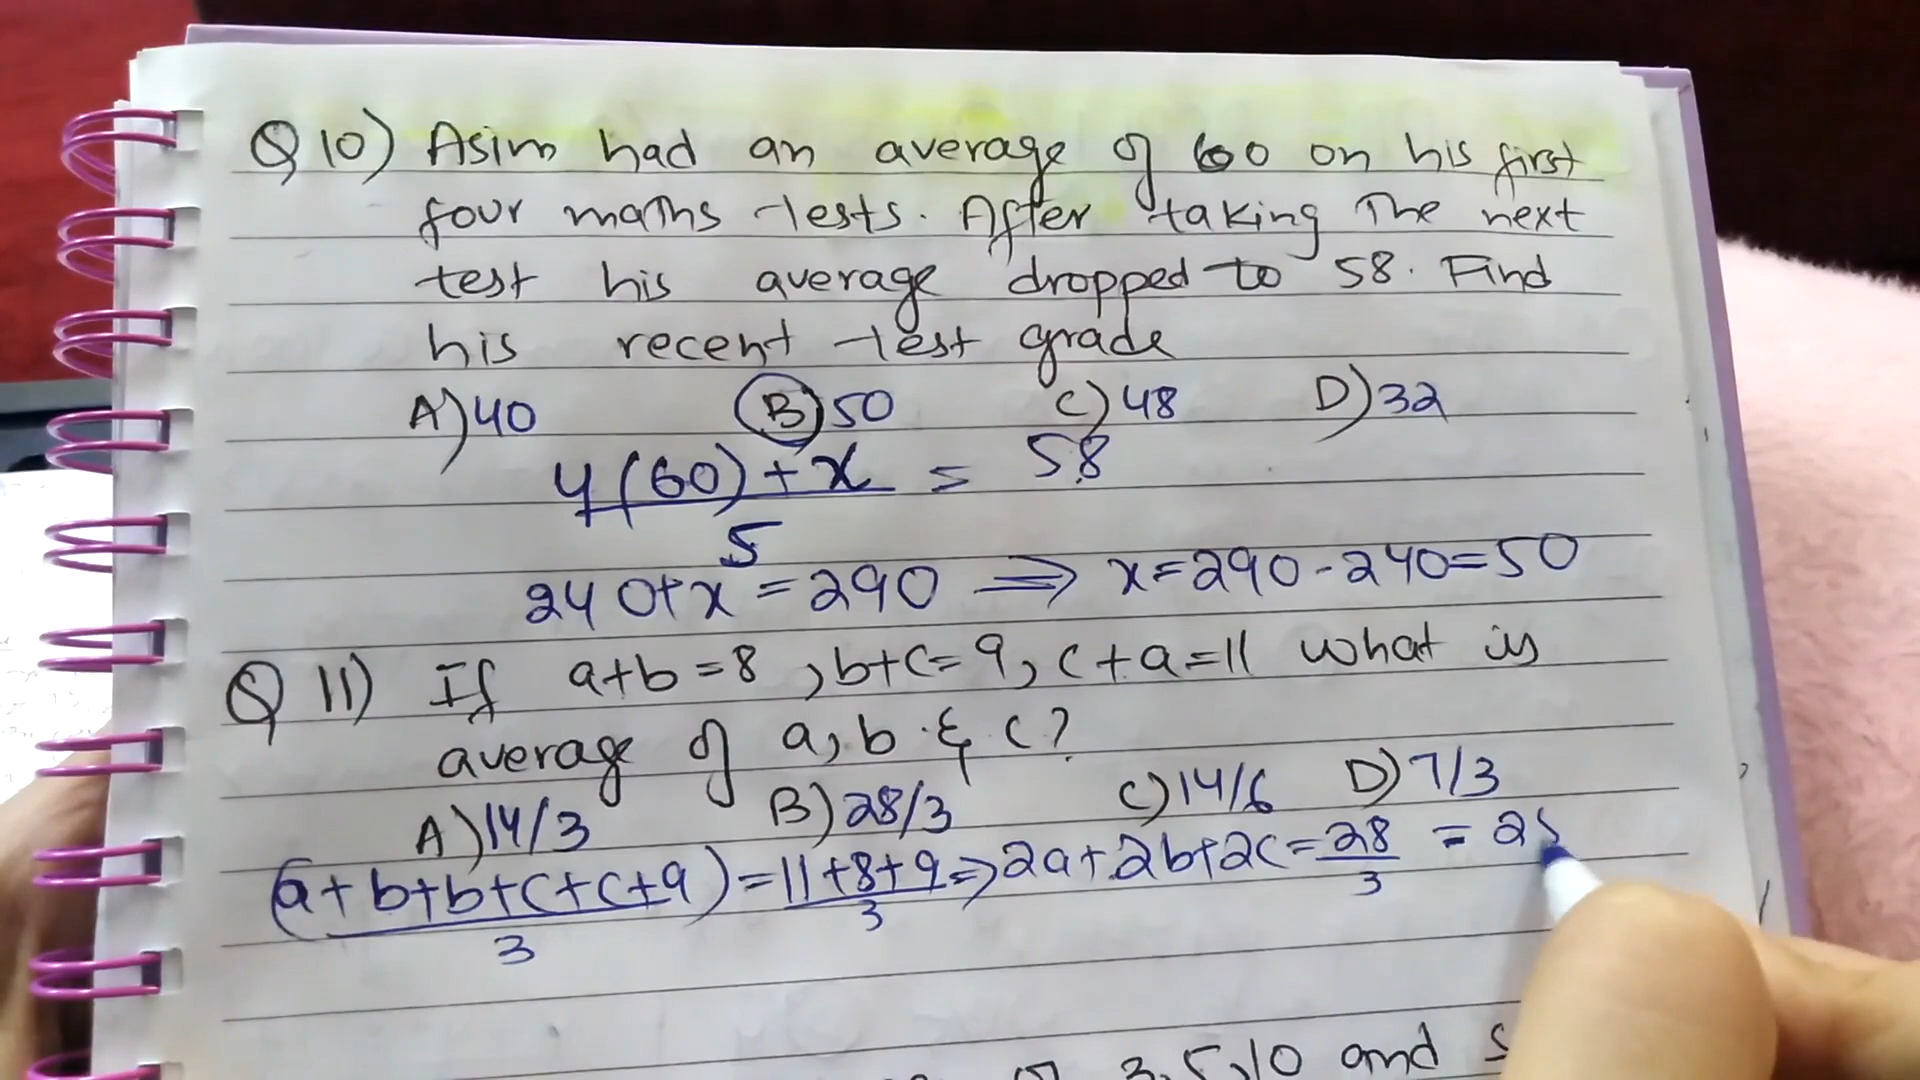 Q 10) Asim had an average of 60 on his first
four maths tests. After taking The next
test his average dropped to 58. Find
his recent test grade
A) 40 B) 50 C) 48 D) 32
4(60)+x = 58
5
240+x = 290 ⇒ x=290-240=50
Q 11) If a+b=8, b+c=9, c+a=11 what is
average of a, b & c?
A) 14/3 B) 28/3 C) 14/6 D) 7/3
(a+b+b+c+c+a) = 11+8+9 ⇒ 2a+2b+2c = 28 =
3 3 3
3,5,10 and